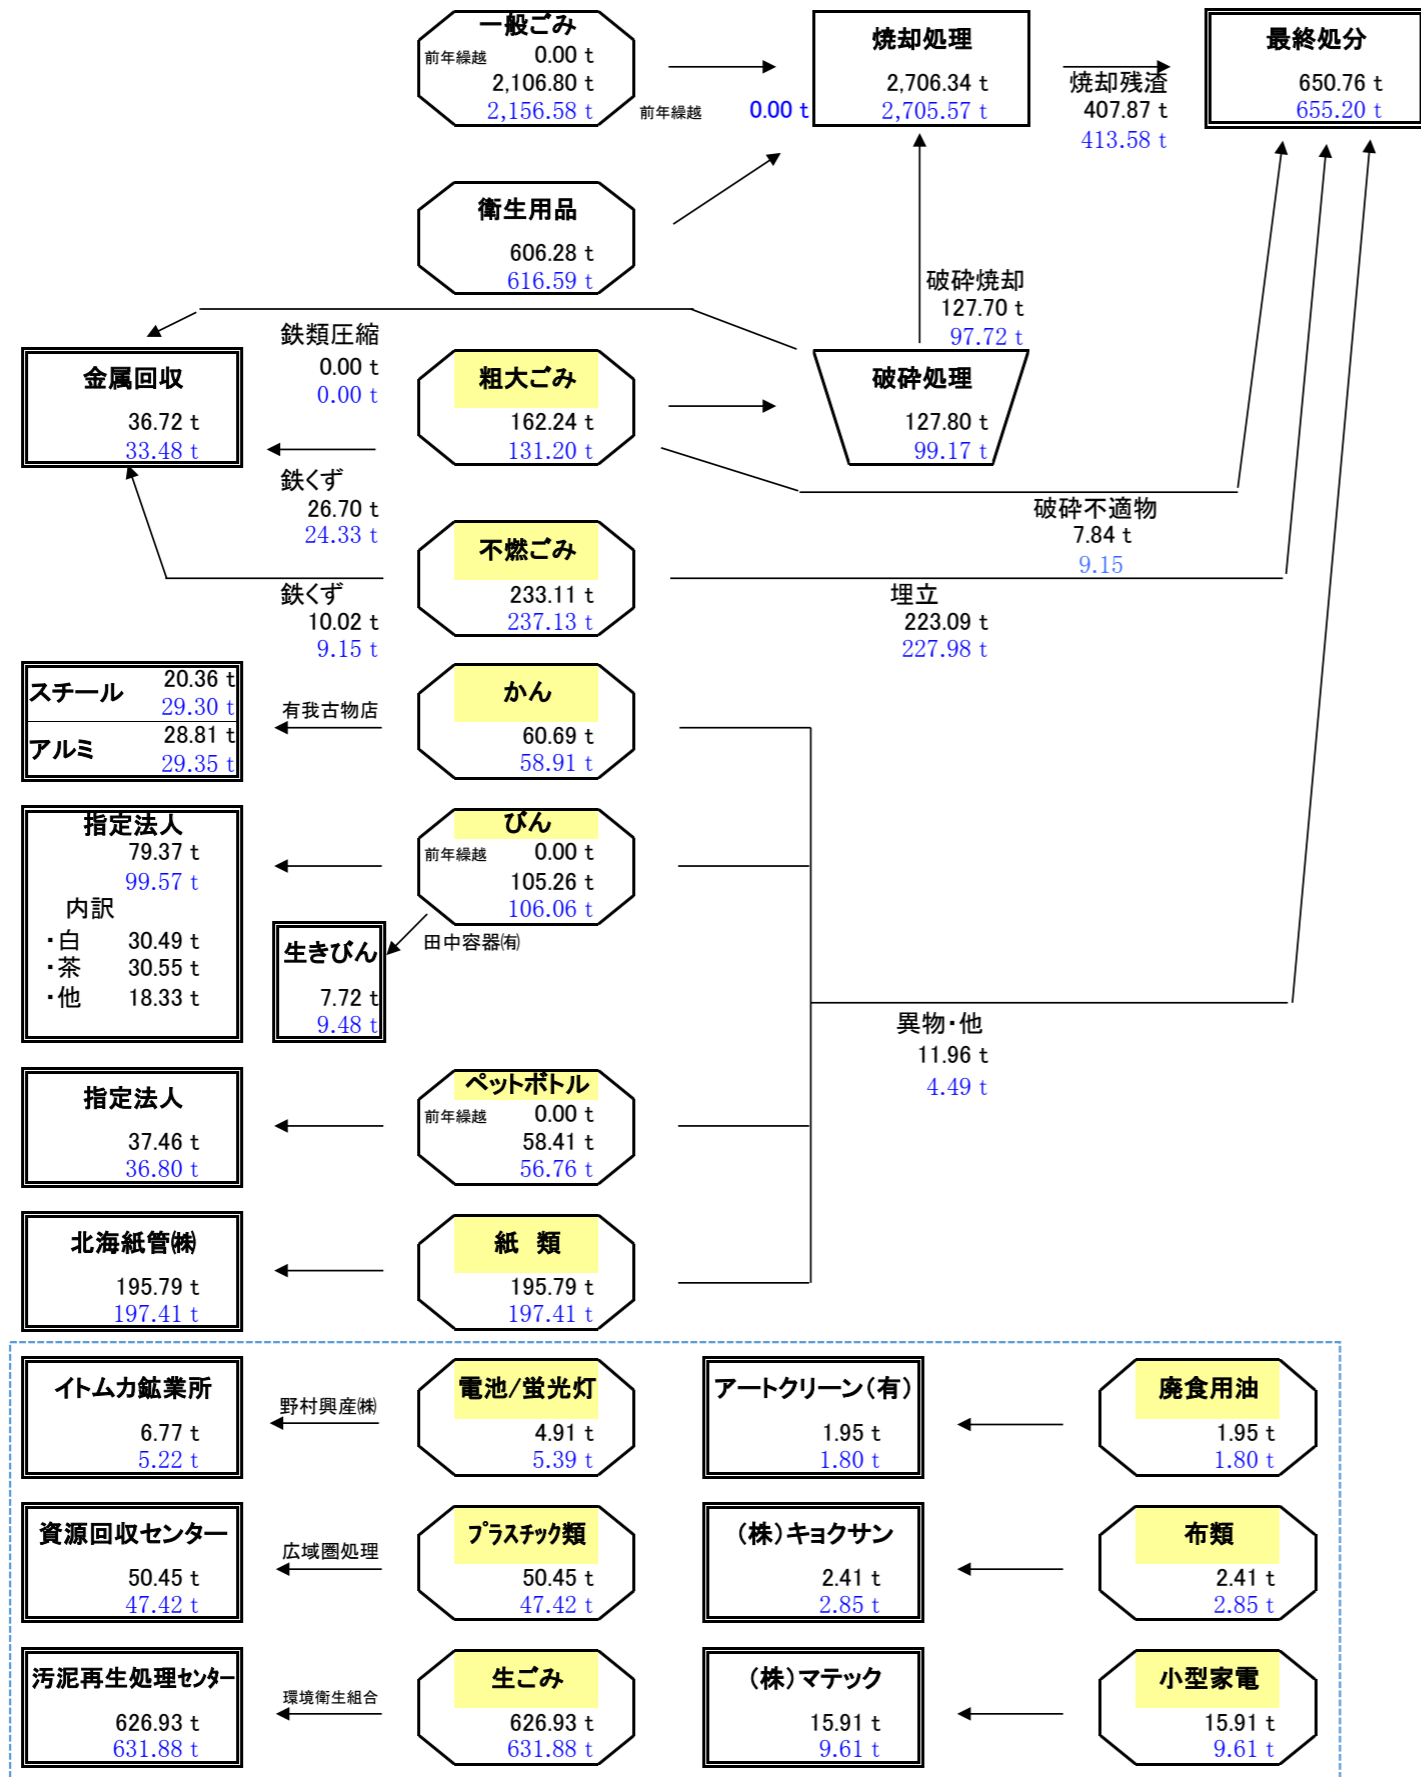 一般ごみ
前年繰越 0.00 t
2,106.80 t
2,156.58 t
前年繰越 0.00 t
焼却処理
2,706.34 t
2,705.57 t
焼却残渣
407.87 t
413.58 t
最終処分
650.76 t
655.20 t
衛生用品
606.28 t
616.59 t
破砕焼却
127.70 t
97.72 t
鉄類圧縮
0.00 t
0.00 t
金属回収
36.72 t
33.48 t
粗大ごみ
162.24 t
131.20 t
破砕処理
127.80 t
99.17 t
鉄くず
26.70 t
24.33 t
破砕不適物
7.84 t
9.15
不燃ごみ
233.11 t
237.13 t
鉄くず
10.02 t
9.15 t
埋立
223.09 t
227.98 t
スチール 20.36 t
29.30 t
アルミ 28.81 t
29.35 t
有我古物店
かん
60.69 t
58.91 t
指定法人
79.37 t
99.57 t
内訳
・白 30.49 t
・茶 30.55 t
・他 18.33 t
びん
前年繰越 0.00 t
105.26 t
106.06 t
田中容器㈲
生きびん
7.72 t
9.48 t
異物・他
11.96 t
4.49 t
指定法人
37.46 t
36.80 t
ペットボトル
前年繰越 0.00 t
58.41 t
56.76 t
北海紙管㈱
195.79 t
197.41 t
紙 類
195.79 t
197.41 t
イトムカ鉱業所
6.77 t
5.22 t
野村興産㈱
電池/蛍光灯
4.91 t
5.39 t
アートクリーン(有)
1.95 t
1.80 t
廃食用油
1.95 t
1.80 t
資源回収センター
50.45 t
47.42 t
広域圏処理
プラスチック類
50.45 t
47.42 t
(株)キョクサン
2.41 t
2.85 t
布類
2.41 t
2.85 t
汚泥再生処理センター
626.93 t
631.88 t
環境衛生組合
生ごみ
626.93 t
631.88 t
(株)マテック
15.91 t
9.61 t
小型家電
15.91 t
9.61 t